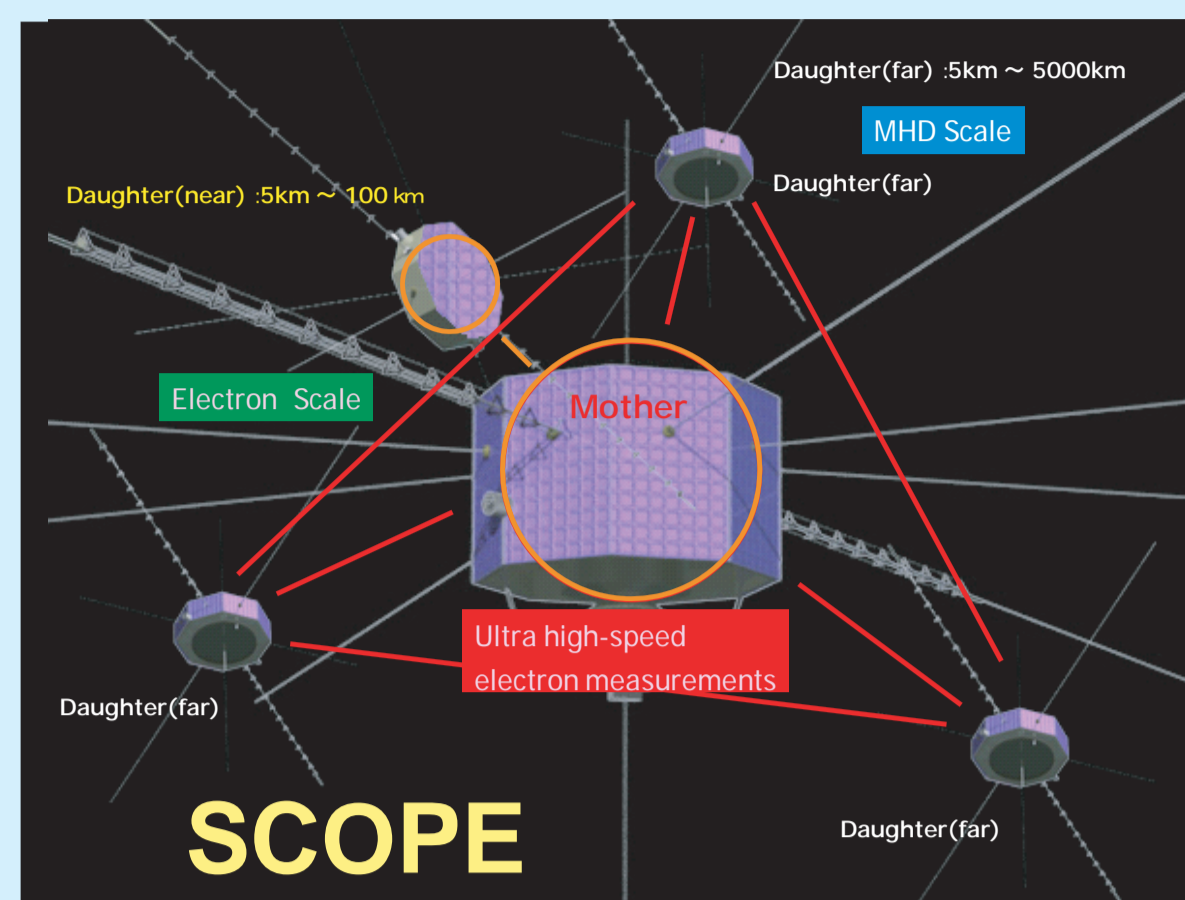 Daughter(far) :5km ~ 5000km
MHD Scale
Daughter(far)
Daughter(near) :5km ~ 100 km
Electron Scale
Mother
Ultra high-speed
electron measurements
Daughter(far)
Daughter(far)
SCOPE